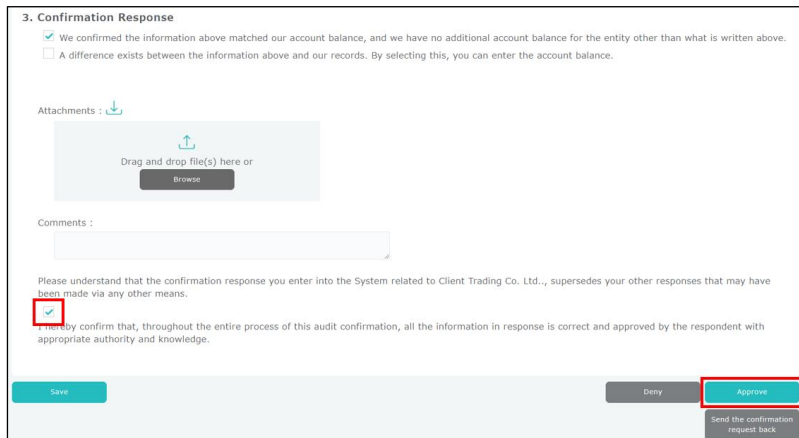 3. Confirmation Response
We confirmed the information above matched our account balance, and we have no additional account balance for the entity other than what is written above.
A difference exists between the information above and our records. By selecting this, you can enter the account balance.
Attachments :
Drag and drop file(s) here or
Browse
Comments :
Please understand that the confirmation response you enter into the System related to Client Trading Co. Ltd.., supersedes your other responses that may have
been made via any other means.
I hereby confirm that, throughout the entire process of this audit confirmation, all the information in response is correct and approved by the respondent with
appropriate authority and knowledge.
Save
Deny
Approve
Send the confirmation
request back